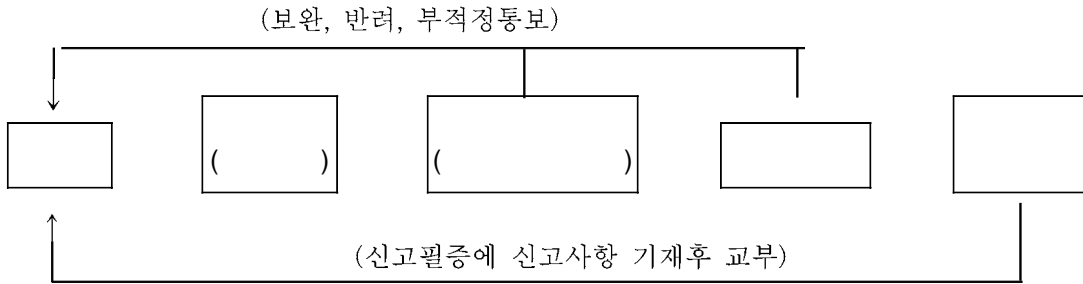 (보완, 반려, 부적정통보)
( ) ( )
(신고필증에 신고사항 기재후 교부)